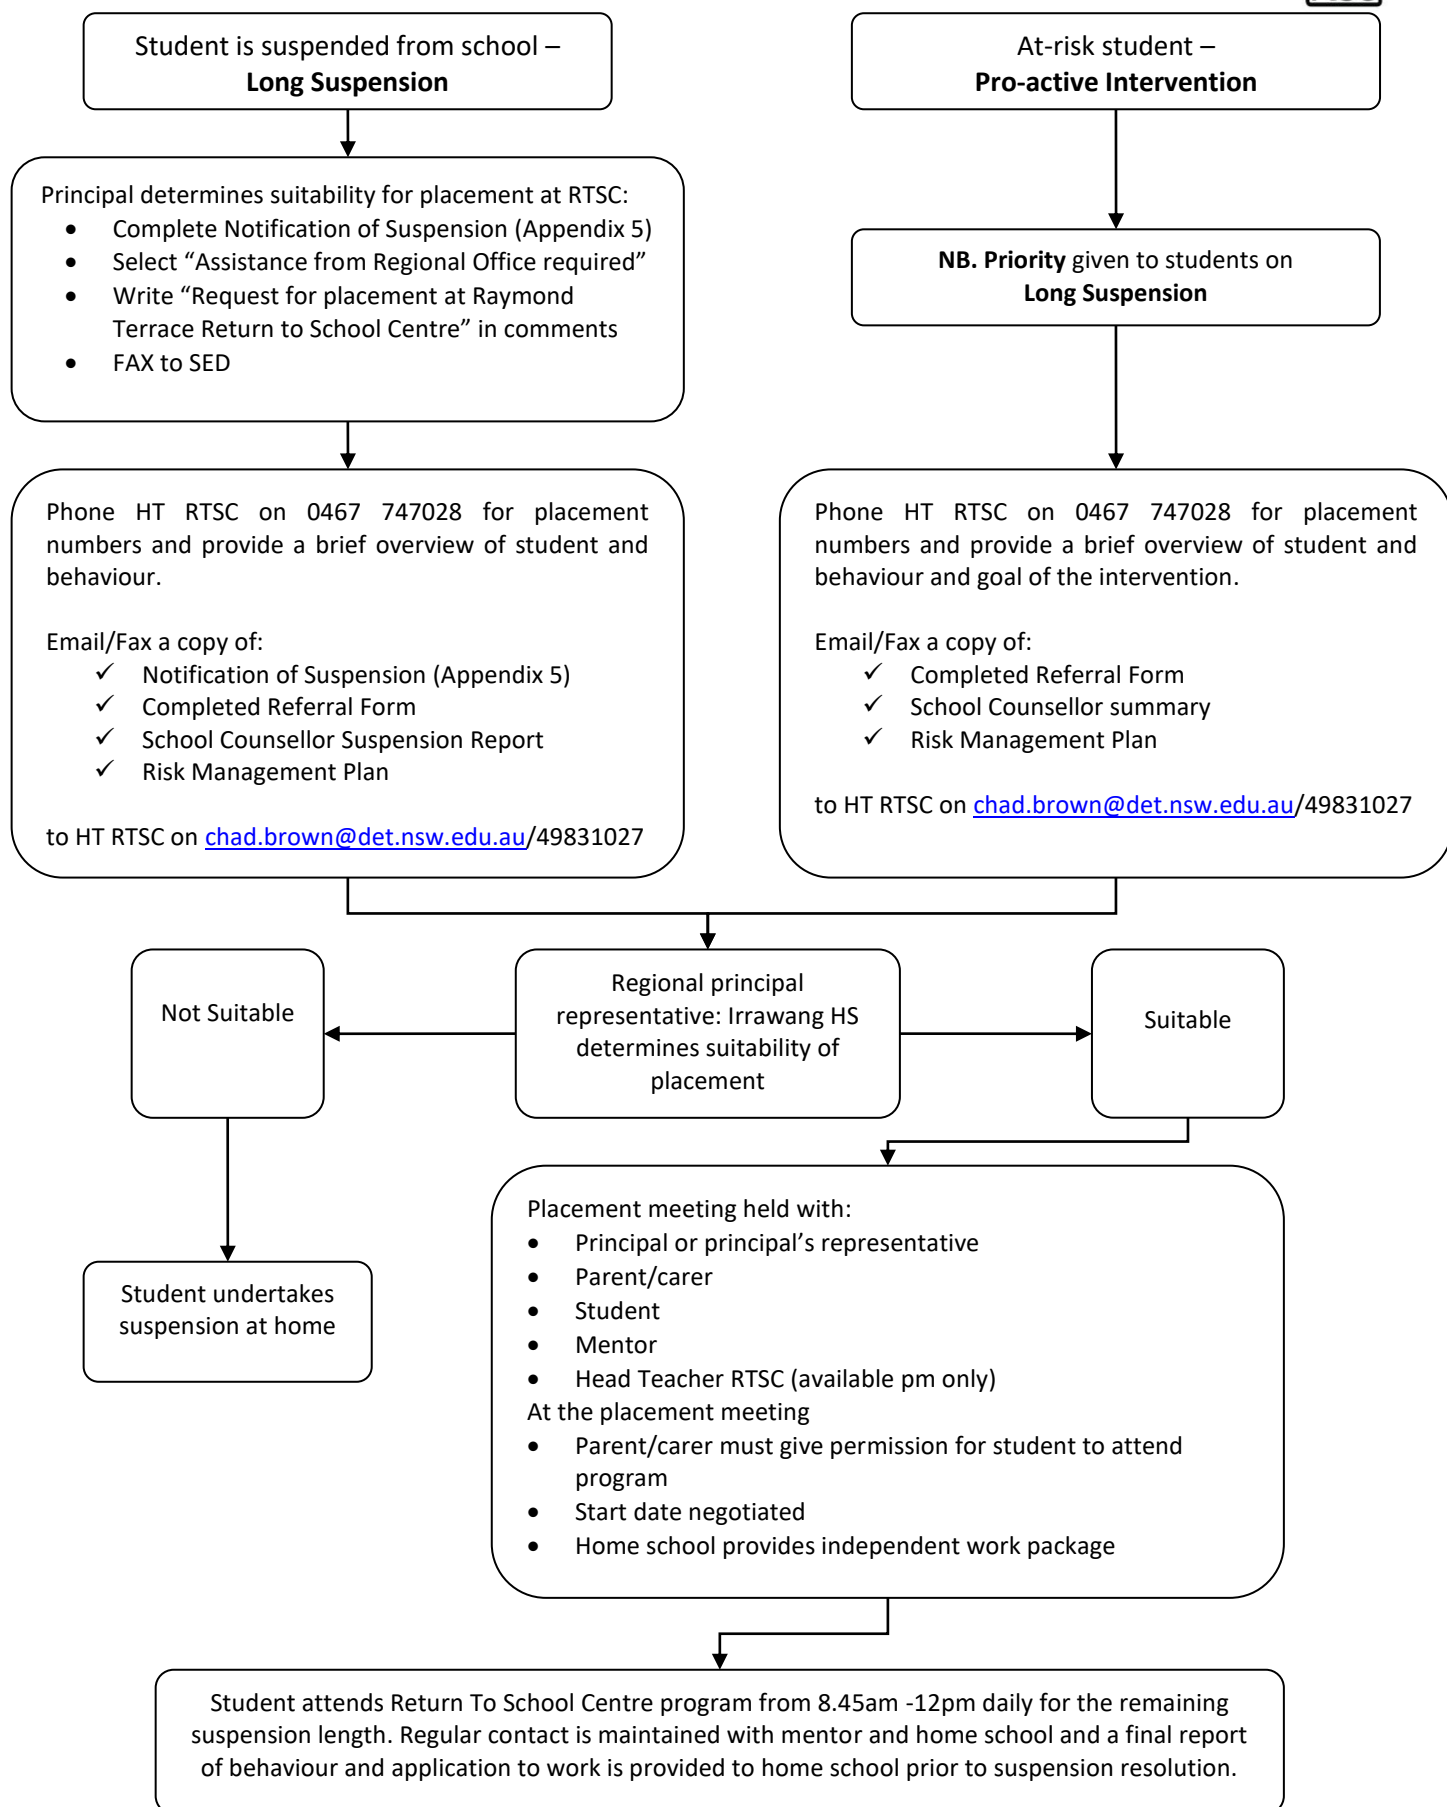 Student is suspended from school –
Long Suspension
At-risk student –
Pro-active Intervention
Principal determines suitability for placement at RTSC:
• Complete Notification of Suspension (Appendix 5)
• Select “Assistance from Regional Office required”
• Write “Request for placement at Raymond
Terrace Return to School Centre” in comments
• FAX to SED
NB. Priority given to students on
Long Suspension
Phone HT RTSC on 0467 747028 for placement
numbers and provide a brief overview of student and
behaviour.
Email/Fax a copy of:
✓ Notification of Suspension (Appendix 5)
✓ Completed Referral Form
✓ School Counsellor Suspension Report
✓ Risk Management Plan
to HT RTSC on chad.brown@det.nsw.edu.au/49831027
Phone HT RTSC on 0467 747028 for placement
numbers and provide a brief overview of student and
behaviour and goal of the intervention.
Email/Fax a copy of:
✓ Completed Referral Form
✓ School Counsellor summary
✓ Risk Management Plan
to HT RTSC on chad.brown@det.nsw.edu.au/49831027
Not Suitable
Regional principal
representative: Irrawang HS
determines suitability of
placement
Suitable
Student undertakes
suspension at home
Placement meeting held with:
• Principal or principal’s representative
• Parent/carer
• Student
• Mentor
• Head Teacher RTSC (available pm only)
At the placement meeting
• Parent/carer must give permission for student to attend
program
• Start date negotiated
• Home school provides independent work package
Student attends Return To School Centre program from 8.45am -12pm daily for the remaining
suspension length. Regular contact is maintained with mentor and home school and a final report
of behaviour and application to work is provided to home school prior to suspension resolution.